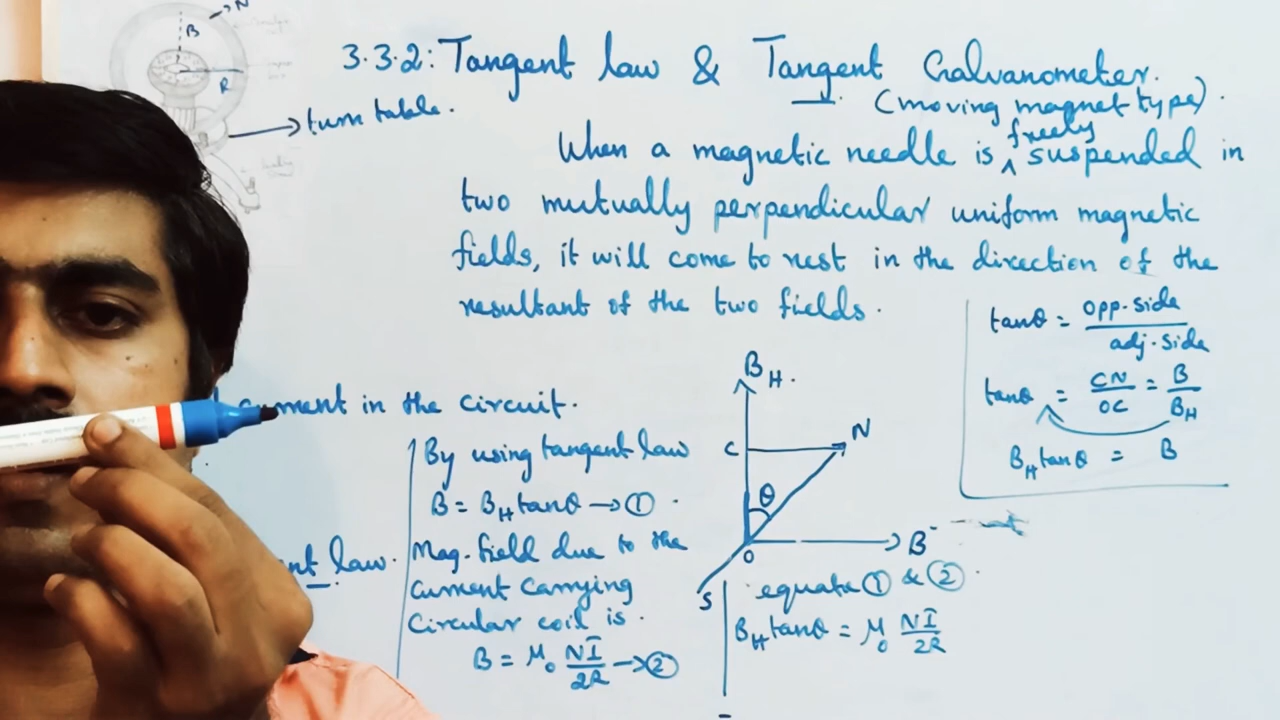 N
B
R
turn table.
3.3.2: Tangent law & Tangent Galvanometer.
(moving magnet type).
When a magnetic needle is freely suspended in
two mutually perpendicular uniform magnetic
fields, it will come to rest in the direction of the
resultant of the two fields.
tanθ = opp. side / adj. side
tanθ = CN/OC = B/B_H
B_H tanθ = B
current in the circuit.
law.
By using tangent law
B = B_H tanθ → ①
Mag. field due to the
current carrying
circular coil is.
B = μ₀ NI/2R → ②
B_H.
C
N
θ
O
B
S
equate ① & ②
B_H tanθ = μ₀ NI/2R